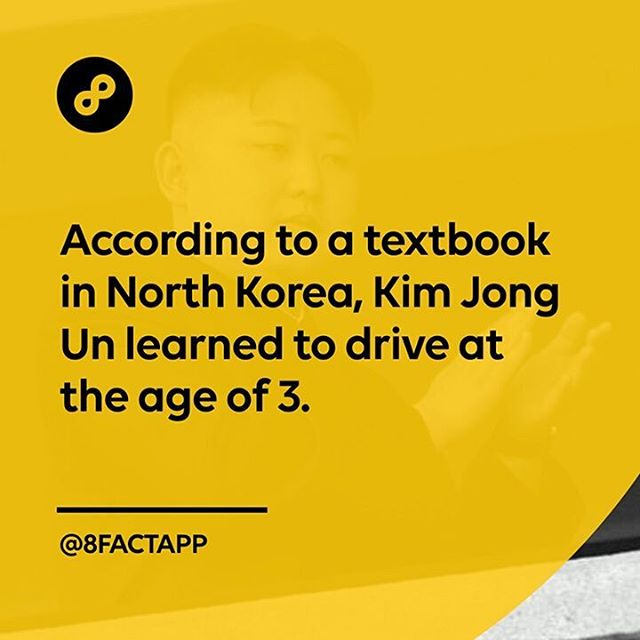 According to a textbook
in North Korea, Kim Jong
Un learned to drive at
the age of 3.
@8FACTAPP